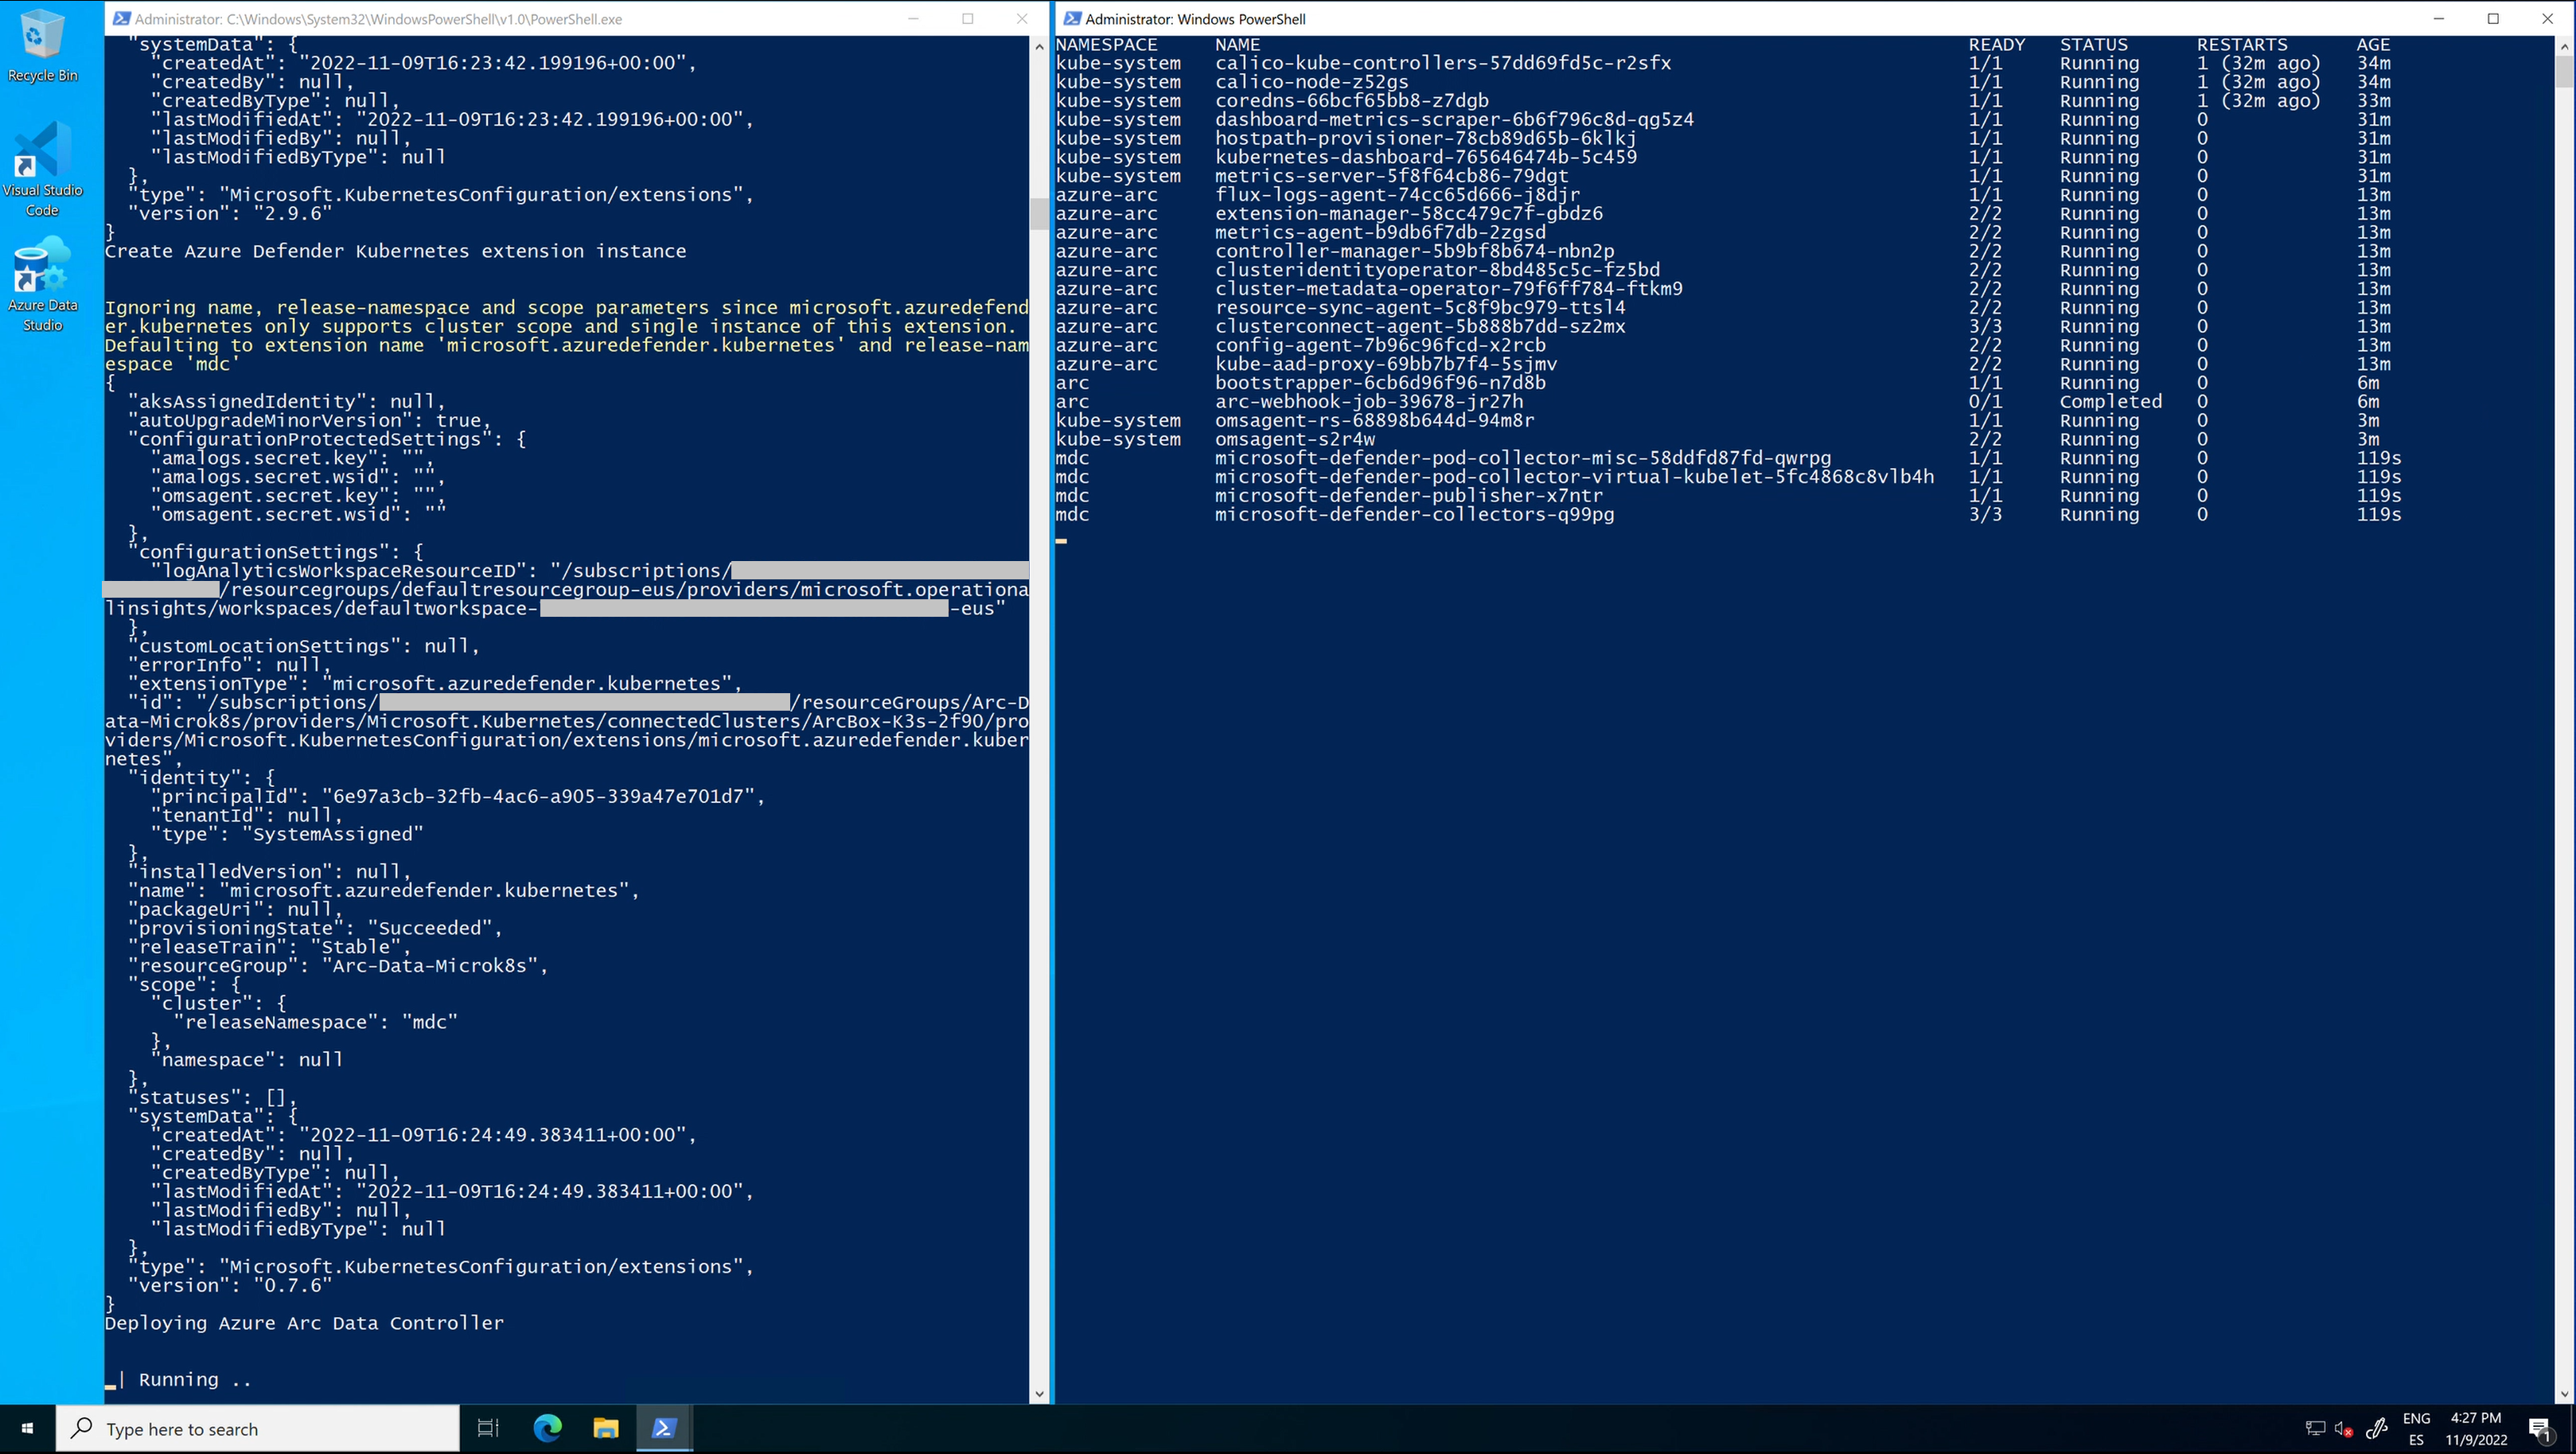 Recycle Bin
Visual Studio
Code
Azure Data
Studio
Administrator: C:\Windows\System32\WindowsPowerShell\v1.0\PowerShell.exe
"systemData": {
"createdAt": "2022-11-09T16:23:42.199196+00:00",
"createdBy": null,
"createdByType": null,
"lastModifiedAt": "2022-11-09T16:23:42.199196+00:00",
"lastModifiedBy": null,
"lastModifiedByType": null
},
"type": "Microsoft.KubernetesConfiguration/extensions",
"version": "2.9.6"
}
Create Azure Defender Kubernetes extension instance
Ignoring name, release-namespace and scope parameters since microsoft.azuredefend
er.kubernetes only supports cluster scope and single instance of this extension.
Defaulting to extension name 'microsoft.azuredefender.kubernetes' and release-nam
espace 'mdc'
{
"aksAssignedIdentity": null,
"autoUpgradeMinorVersion": true,
"configurationProtectedSettings": {
"amalogs.secret.key": "",
"amalogs.secret.wsid": "",
"omsagent.secret.key": "",
"omsagent.secret.wsid": ""
},
"configurationSettings": {
"logAnalyticsWorkspaceResourceID": "/subscriptions/
/resourcegroups/defaultresourcegroup-eus/providers/microsoft.operationa
linsights/workspaces/defaultworkspace- -eus"
},
"customLocationSettings": null,
"errorInfo": null,
"extensionType": "microsoft.azuredefender.kubernetes",
"id": "/subscriptions/ /resourceGroups/Arc-D
ata-Microk8s/providers/Microsoft.Kubernetes/connectedClusters/ArcBox-K3s-2f90/pro
viders/Microsoft.KubernetesConfiguration/extensions/microsoft.azuredefender.kuber
netes",
"identity": {
"principalId": "6e97a3cb-32fb-4ac6-a905-339a47e701d7",
"tenantId": null,
"type": "SystemAssigned"
},
"installedVersion": null,
"name": "microsoft.azuredefender.kubernetes",
"packageUri": null,
"provisioningState": "Succeeded",
"releaseTrain": "Stable",
"resourceGroup": "Arc-Data-Microk8s",
"scope": {
"cluster": {
"releaseNamespace": "mdc"
},
"namespace": null
},
"statuses": [],
"systemData": {
"createdAt": "2022-11-09T16:24:49.383411+00:00",
"createdBy": null,
"createdByType": null,
"lastModifiedAt": "2022-11-09T16:24:49.383411+00:00",
"lastModifiedBy": null,
"lastModifiedByType": null
},
"type": "Microsoft.KubernetesConfiguration/extensions",
"version": "0.7.6"
}
Deploying Azure Arc Data Controller
_| Running ..
Administrator: Windows PowerShell
NAMESPACE NAME READY STATUS RESTARTS AGE
kube-system calico-kube-controllers-57dd69fd5c-r2sfx 1/1 Running 1 (32m ago) 34m
kube-system calico-node-z52gs 1/1 Running 1 (32m ago) 34m
kube-system coredns-66bcf65bb8-z7dgb 1/1 Running 1 (32m ago) 33m
kube-system dashboard-metrics-scraper-6b6f796c8d-qg5z4 1/1 Running 0 31m
kube-system hostpath-provisioner-78cb89d65b-6klkj 1/1 Running 0 31m
kube-system kubernetes-dashboard-765646474b-5c459 1/1 Running 0 31m
kube-system metrics-server-5f8f64cb86-79dgt 1/1 Running 0 31m
azure-arc flux-logs-agent-74cc65d666-j8djr 1/1 Running 0 13m
azure-arc extension-manager-58cc479c7f-gbdz6 2/2 Running 0 13m
azure-arc metrics-agent-b9db6f7db-2zgsd 2/2 Running 0 13m
azure-arc controller-manager-5b9bf8b674-nbn2p 2/2 Running 0 13m
azure-arc clusteridentityoperator-8bd485c5c-fz5bd 2/2 Running 0 13m
azure-arc cluster-metadata-operator-79f6ff784-ftkm9 2/2 Running 0 13m
azure-arc resource-sync-agent-5c8f9bc979-ttsl4 2/2 Running 0 13m
azure-arc clusterconnect-agent-5b888b7dd-sz2mx 3/3 Running 0 13m
azure-arc config-agent-7b96c96fcd-x2rcb 2/2 Running 0 13m
azure-arc kube-aad-proxy-69bb7b7f4-5sjmv 2/2 Running 0 13m
arc bootstrapper-6cb6d96f96-n7d8b 1/1 Running 0 6m
arc arc-webhook-job-39678-jr27h 0/1 Completed 0 6m
kube-system omsagent-rs-68898b644d-94m8r 1/1 Running 0 3m
kube-system omsagent-s2r4w 2/2 Running 0 3m
mdc microsoft-defender-pod-collector-misc-58ddfd87fd-qwrpg 1/1 Running 0 119s
mdc microsoft-defender-pod-collector-virtual-kubelet-5fc4868c8vlb4h 1/1 Running 0 119s
mdc microsoft-defender-publisher-x7ntr 1/1 Running 0 119s
mdc microsoft-defender-collectors-q99pg 3/3 Running 0 119s
Type here to search
ENG
ES
4:27 PM
11/9/2022
1